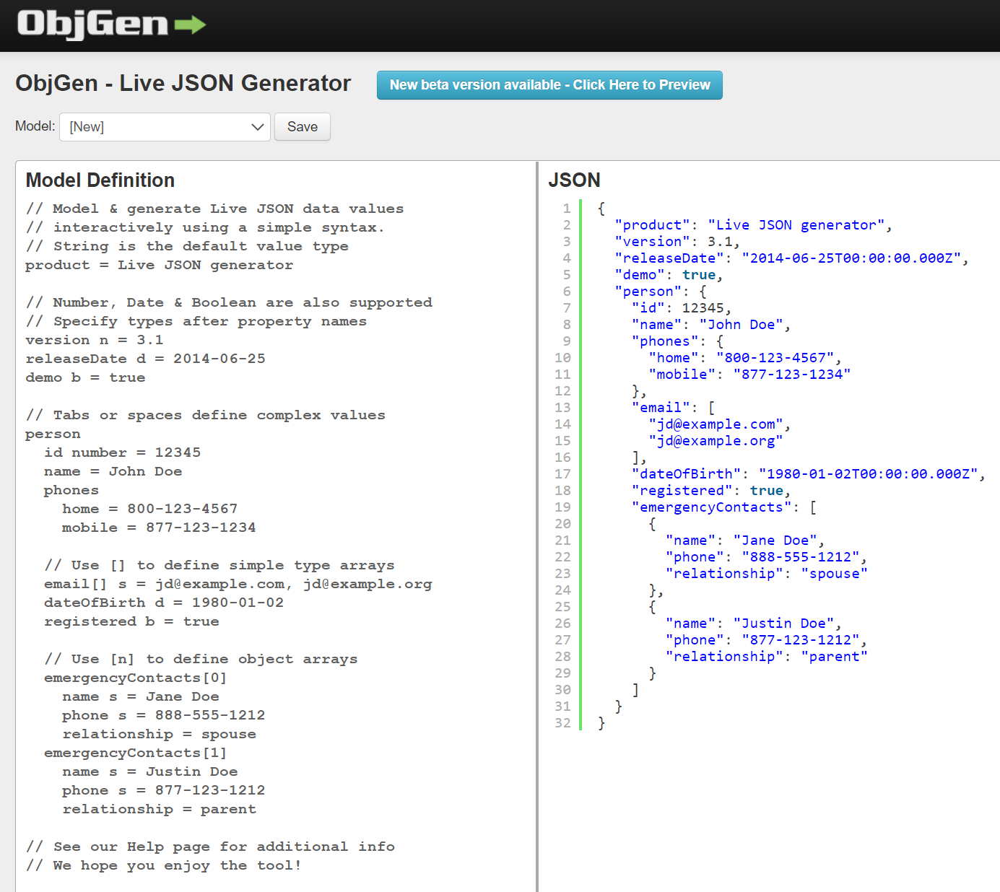 ObjGen
ObjGen - Live JSON Generator
New beta version available - Click Here to Preview
Model:
[New]
Save
Model Definition
// Model & generate Live JSON data values
// interactively using a simple syntax.
// String is the default value type
product = Live JSON generator

// Number, Date & Boolean are also supported
// Specify types after property names
version n = 3.1
releaseDate d = 2014-06-25
demo b = true

// Tabs or spaces define complex values
person
  id number = 12345
  name = John Doe
  phones
    home = 800-123-4567
    mobile = 877-123-1234

  // Use [] to define simple type arrays
  email[] s = jd@example.com, jd@example.org
  dateOfBirth d = 1980-01-02
  registered b = true

  // Use [n] to define object arrays
  emergencyContacts[0]
    name s = Jane Doe
    phone s = 888-555-1212
    relationship = spouse
  emergencyContacts[1]
    name s = Justin Doe
    phone s = 877-123-1212
    relationship = parent

// See our Help page for additional info
// We hope you enjoy the tool!
JSON
1 {
2   "product": "Live JSON generator",
3   "version": 3.1,
4   "releaseDate": "2014-06-25T00:00:00.000Z",
5   "demo": true,
6   "person": {
7     "id": 12345,
8     "name": "John Doe",
9     "phones": {
10       "home": "800-123-4567",
11       "mobile": "877-123-1234"
12     },
13     "email": [
14       "jd@example.com",
15       "jd@example.org"
16     ],
17     "dateOfBirth": "1980-01-02T00:00:00.000Z",
18     "registered": true,
19     "emergencyContacts": [
20       {
21         "name": "Jane Doe",
22         "phone": "888-555-1212",
23         "relationship": "spouse"
24       },
25       {
26         "name": "Justin Doe",
27         "phone": "877-123-1212",
28         "relationship": "parent"
29       }
30     ]
31   }
32 }